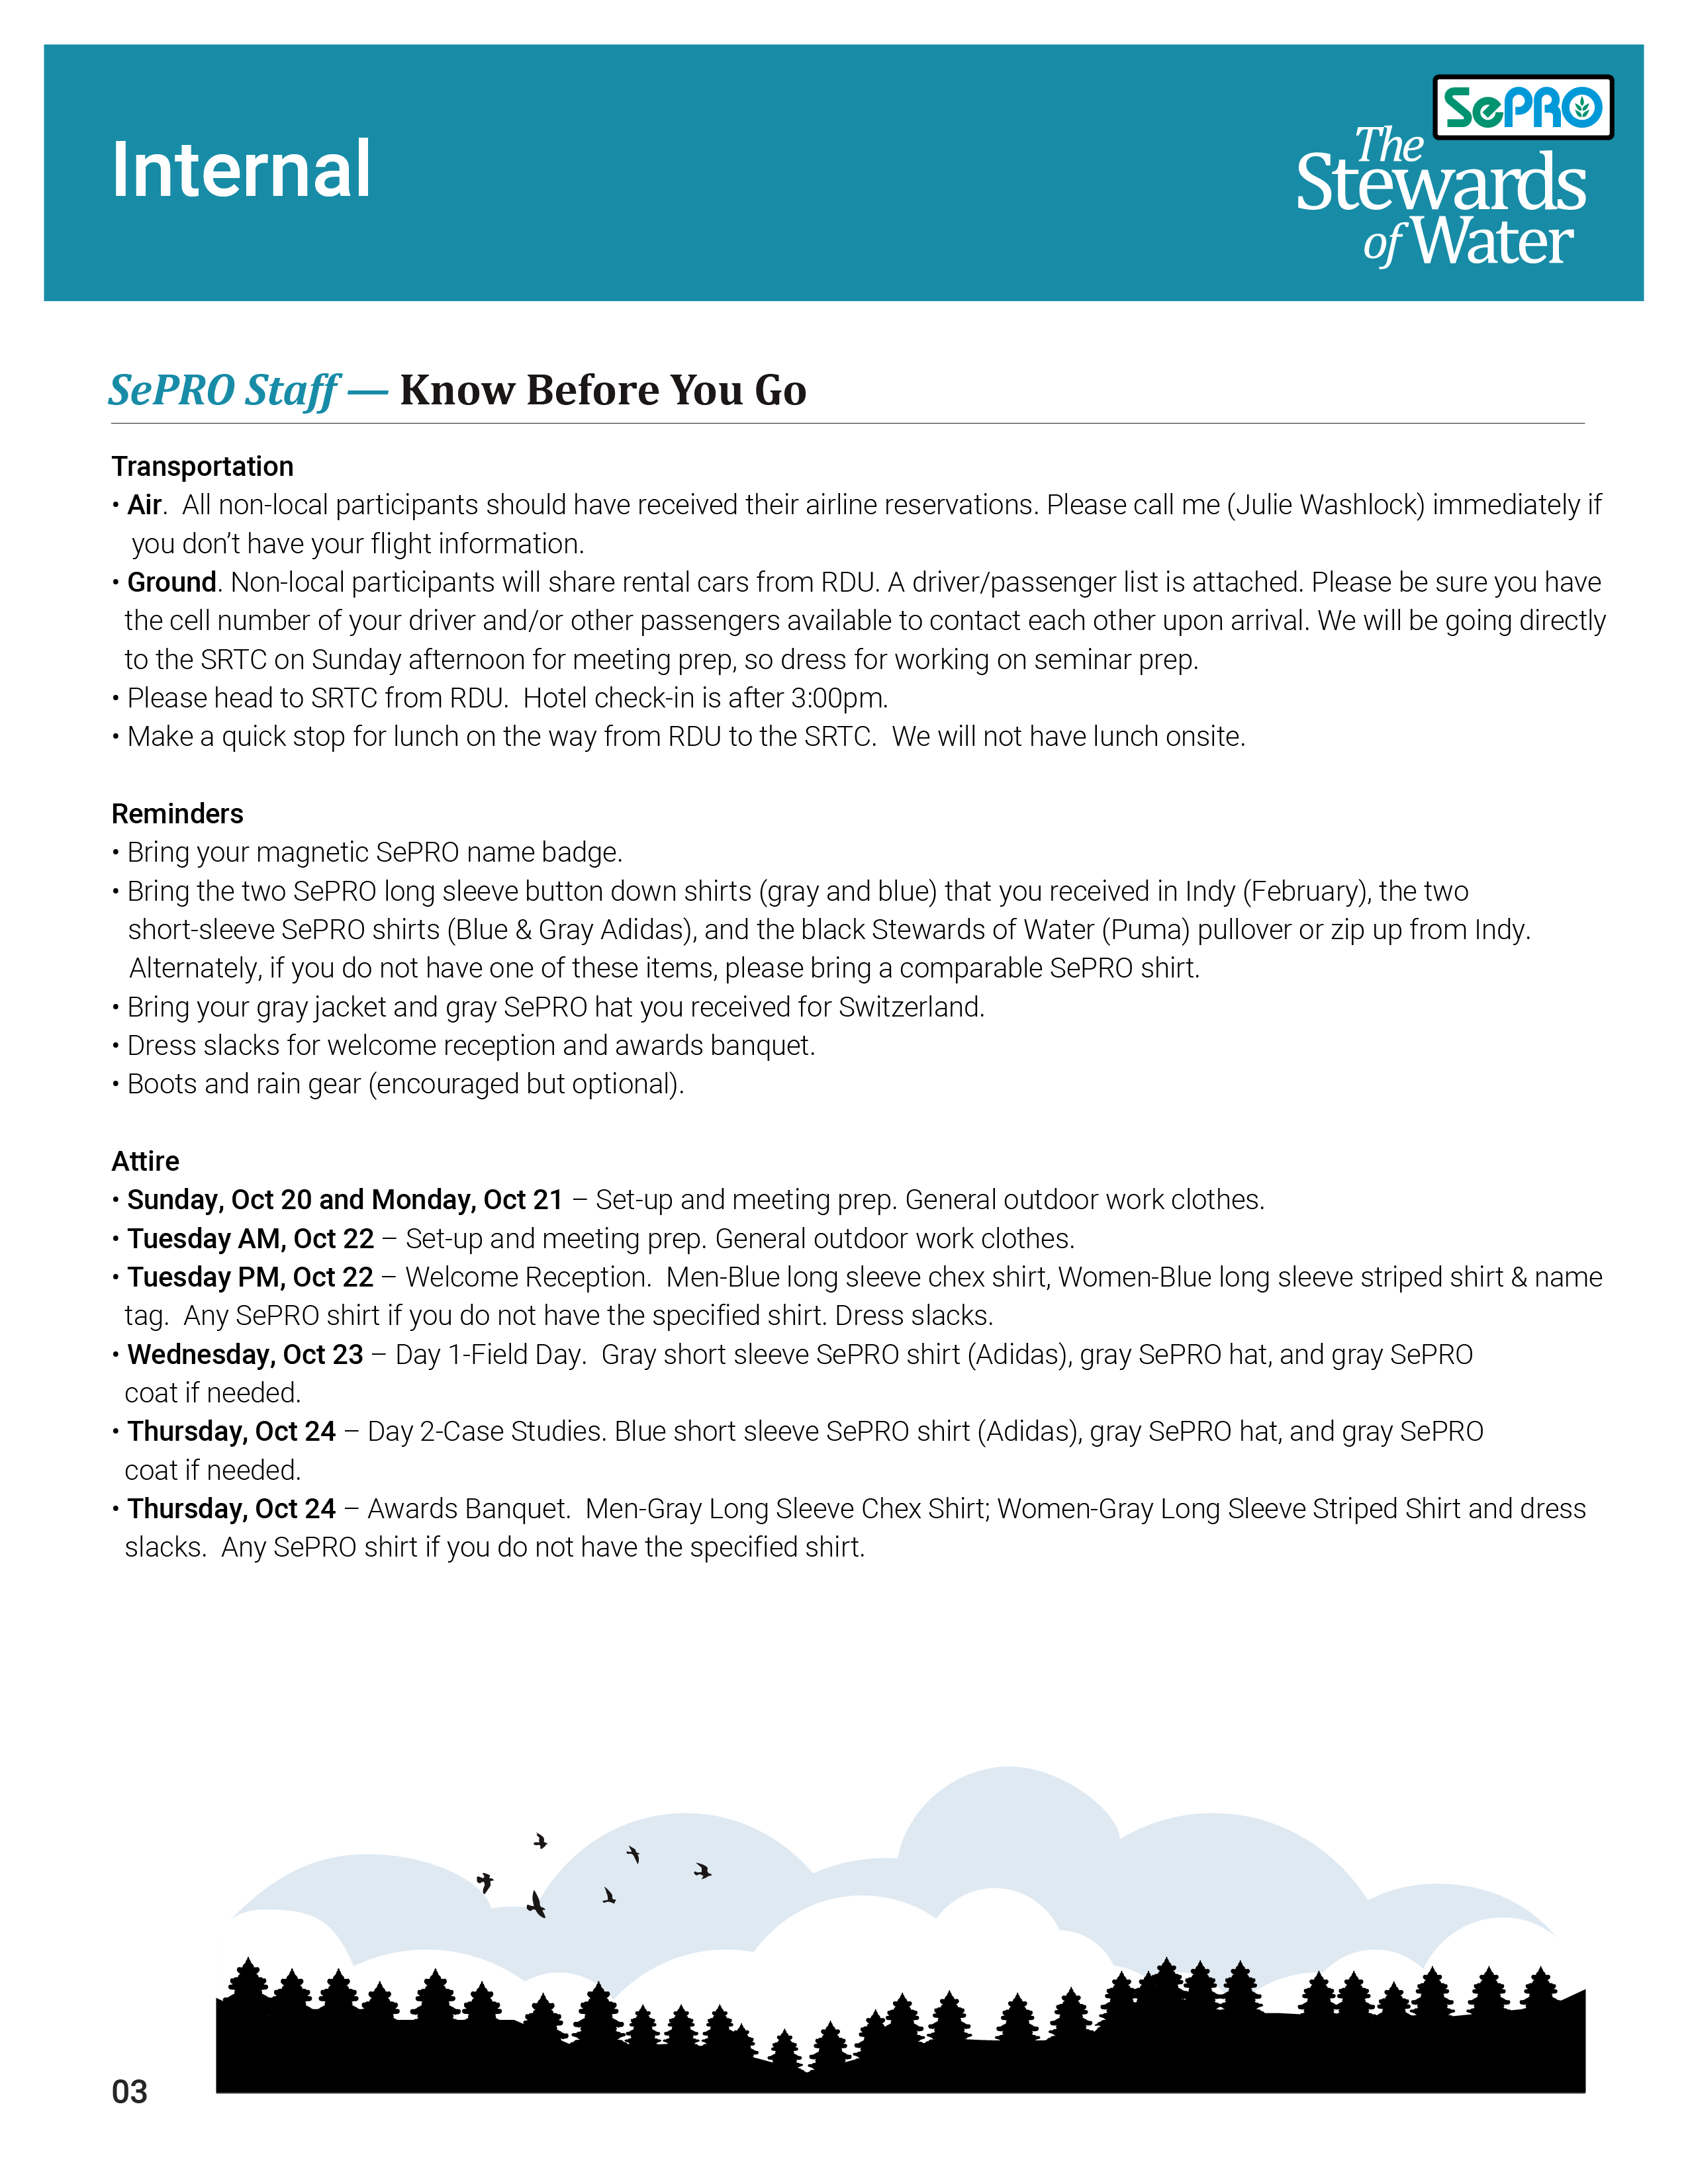 Internal
SePRO
The
Stewards
of Water
SePRO Staff — Know Before You Go
Transportation
• Air.  All non-local participants should have received their airline reservations. Please call me (Julie Washlock) immediately if
you don’t have your flight information.
• Ground. Non-local participants will share rental cars from RDU. A driver/passenger list is attached. Please be sure you have
the cell number of your driver and/or other passengers available to contact each other upon arrival. We will be going directly
to the SRTC on Sunday afternoon for meeting prep, so dress for working on seminar prep.
• Please head to SRTC from RDU.  Hotel check-in is after 3:00pm.
• Make a quick stop for lunch on the way from RDU to the SRTC.  We will not have lunch onsite.
Reminders
• Bring your magnetic SePRO name badge.
• Bring the two SePRO long sleeve button down shirts (gray and blue) that you received in Indy (February), the two
short-sleeve SePRO shirts (Blue & Gray Adidas), and the black Stewards of Water (Puma) pullover or zip up from Indy.
Alternately, if you do not have one of these items, please bring a comparable SePRO shirt.
• Bring your gray jacket and gray SePRO hat you received for Switzerland.
• Dress slacks for welcome reception and awards banquet.
• Boots and rain gear (encouraged but optional).
Attire
• Sunday, Oct 20 and Monday, Oct 21 – Set-up and meeting prep. General outdoor work clothes.
• Tuesday AM, Oct 22 – Set-up and meeting prep. General outdoor work clothes.
• Tuesday PM, Oct 22 – Welcome Reception.  Men-Blue long sleeve chex shirt, Women-Blue long sleeve striped shirt & name
tag.  Any SePRO shirt if you do not have the specified shirt. Dress slacks.
• Wednesday, Oct 23 – Day 1-Field Day.  Gray short sleeve SePRO shirt (Adidas), gray SePRO hat, and gray SePRO
coat if needed.
• Thursday, Oct 24 – Day 2-Case Studies. Blue short sleeve SePRO shirt (Adidas), gray SePRO hat, and gray SePRO
coat if needed.
• Thursday, Oct 24 – Awards Banquet.  Men-Gray Long Sleeve Chex Shirt; Women-Gray Long Sleeve Striped Shirt and dress
slacks.  Any SePRO shirt if you do not have the specified shirt.
03